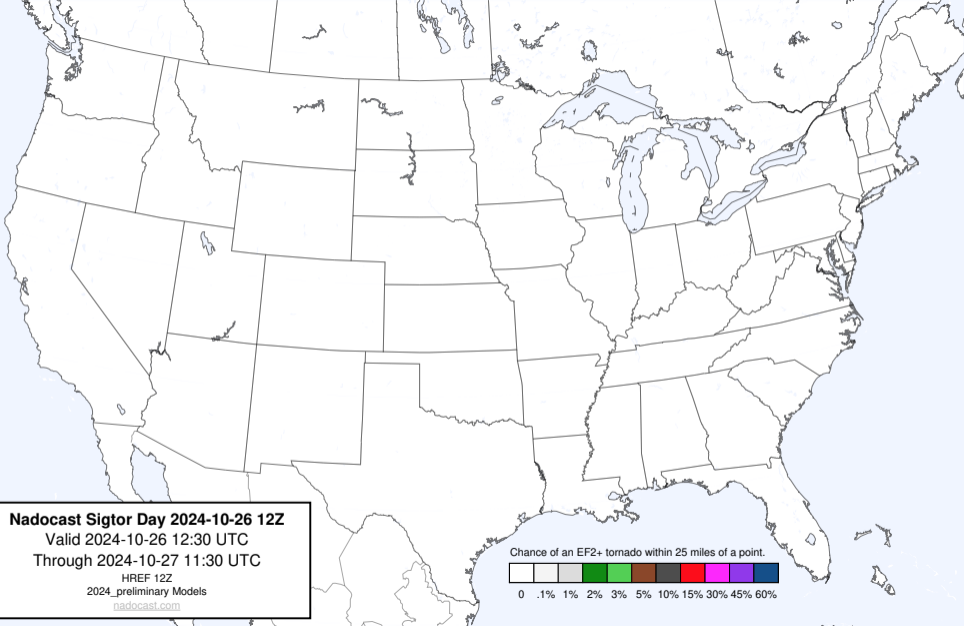 Nadocast Sigtor Day 2024-10-26 12Z
Valid 2024-10-26 12:30 UTC
Through 2024-10-27 11:30 UTC
HREF 12Z
2024_preliminary Models
nadocast.com
Chance of an EF2+ tornado within 25 miles of a point.
0 .1% 1% 2% 3% 5% 10% 15% 30% 45% 60%